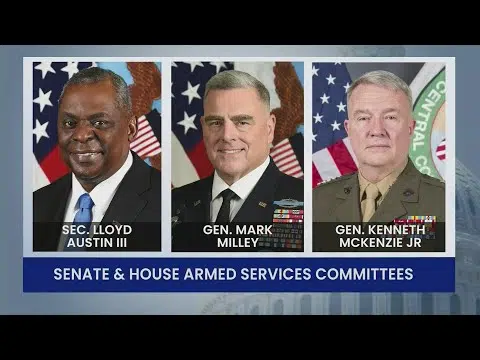 SEC. LLOYD
AUSTIN III
GEN. MARK
MILLEY
GEN. KENNETH
MCKENZIE JR
SENATE & HOUSE ARMED SERVICES COMMITTEES